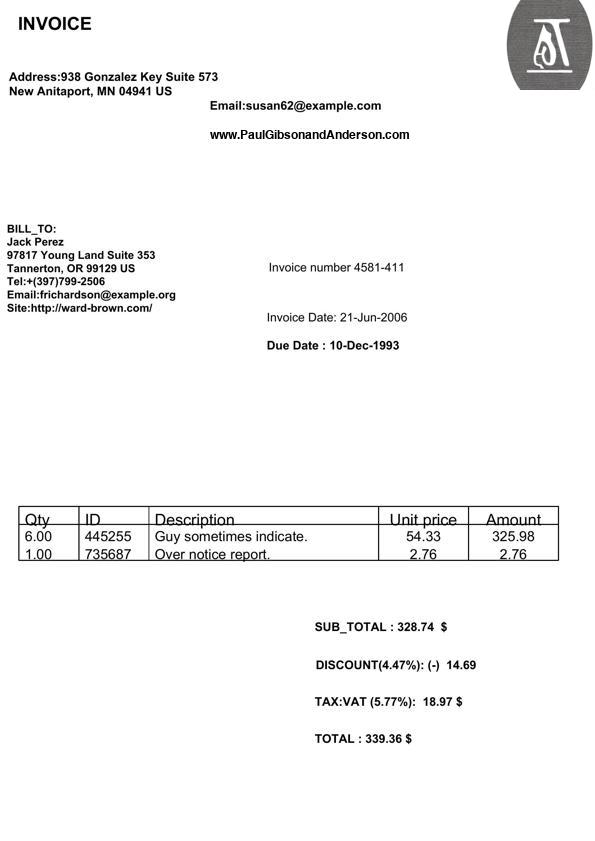 INVOICE
Address:938 Gonzalez Key Suite 573
New Anitaport, MN 04941 US
Email:susan62@example.com
www.PaulGibsonandAnderson.com
BILL_TO:
Jack Perez
97817 Young Land Suite 353
Tannerton, OR 99129 US
Tel:+(397)799-2506
Email:frichardson@example.org
Site:http://ward-brown.com/
Invoice number 4581-411
Invoice Date: 21-Jun-2006
Due Date : 10-Dec-1993
Qty ID Description Unit price Amount
6.00 445255 Guy sometimes indicate. 54.33 325.98
1.00 735687 Over notice report. 2.76 2.76
SUB_TOTAL : 328.74 $
DISCOUNT(4.47%): (-) 14.69
TAX:VAT (5.77%): 18.97 $
TOTAL : 339.36 $